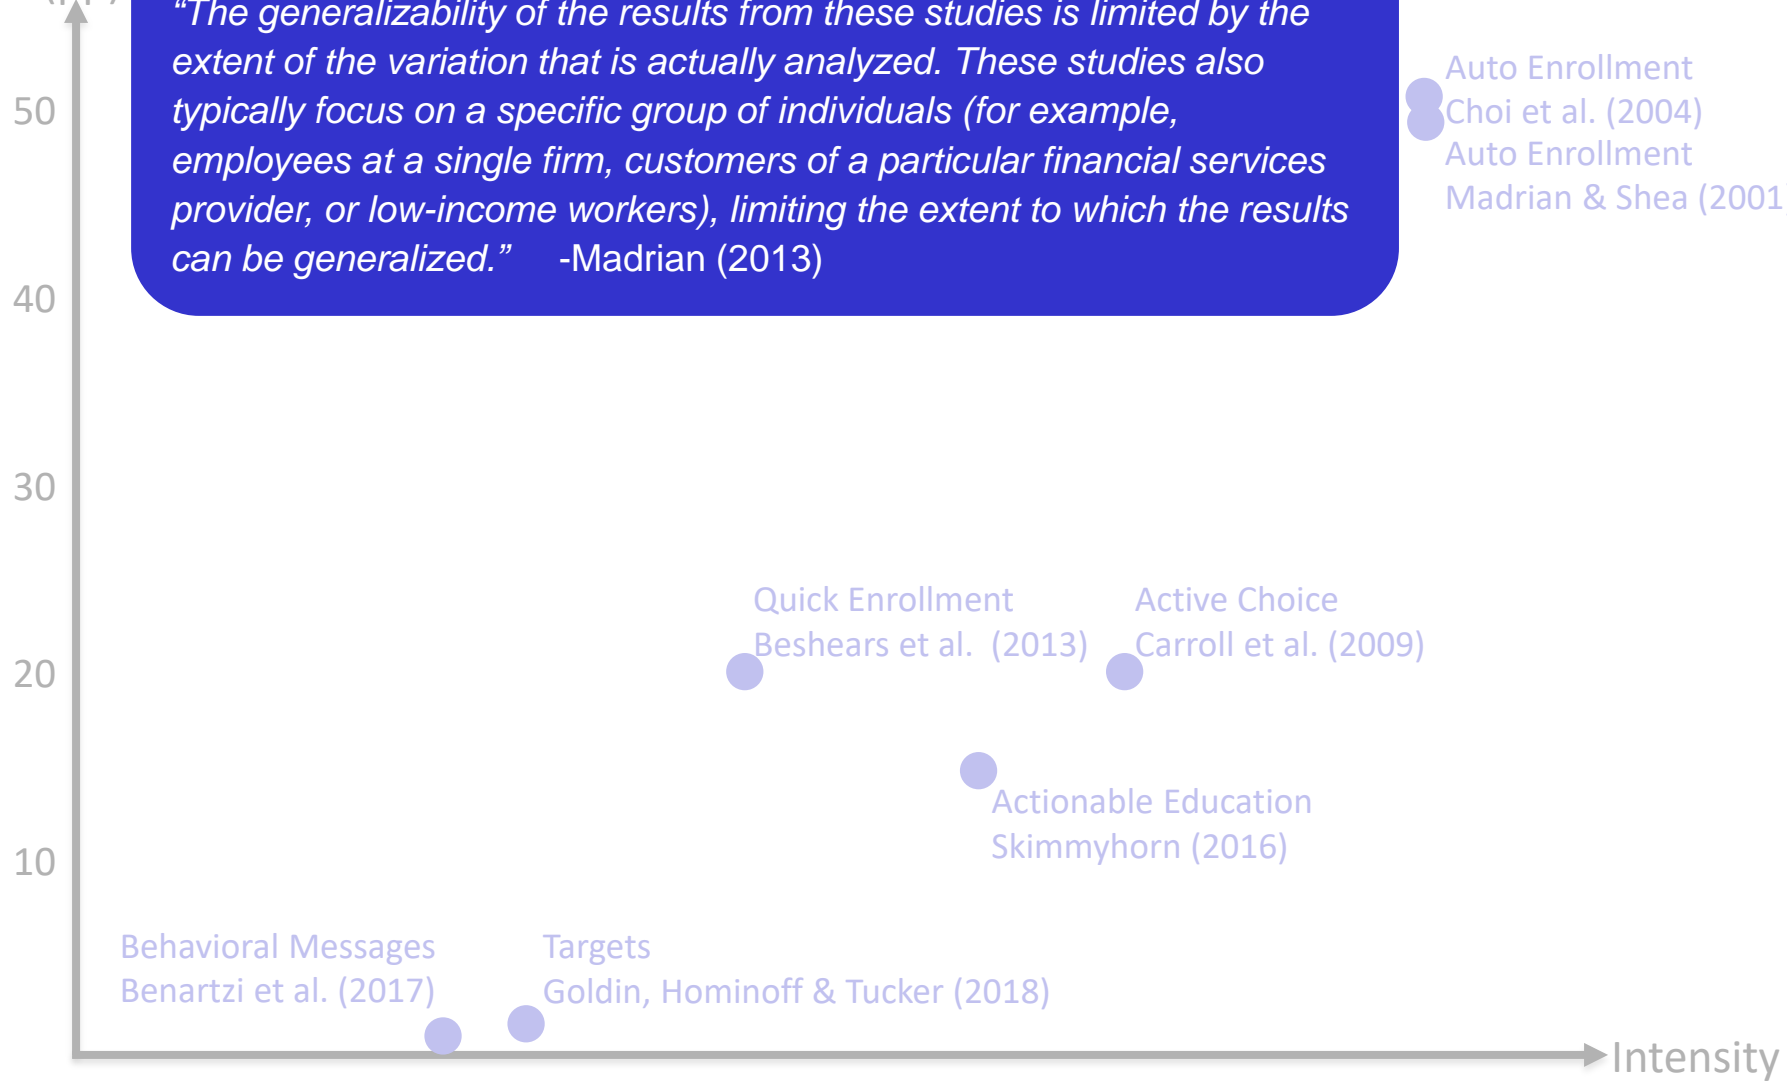 “The generalizability of the results from these studies is limited by the
extent of the variation that is actually analyzed. These studies also
typically focus on a specific group of individuals (for example,
employees at a single firm, customers of a particular financial services
provider, or low-income workers), limiting the extent to which the results
can be generalized.” -Madrian (2013)
Auto Enrollment
Choi et al. (2004)
Auto Enrollment
Madrian & Shea (2001
50
40
30
20
10
Quick Enrollment
Beshears et al. (2013)
Active Choice
Carroll et al. (2009)
Actionable Education
Skimmyhorn (2016)
Behavioral Messages
Benartzi et al. (2017)
Targets
Goldin, Hominoff & Tucker (2018)
Intensity